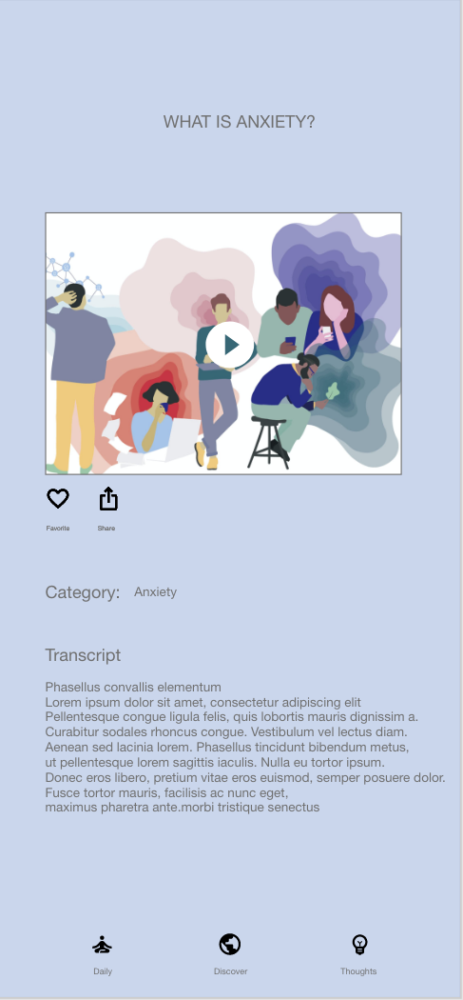 WHAT IS ANXIETY?
Favorite
Share
Category: Anxiety
Transcript
Phasellus convallis elementum
Lorem ipsum dolor sit amet, consectetur adipiscing elit
Pellentesque congue ligula felis, quis lobortis mauris dignissim a.
Curabitur sodales rhoncus congue. Vestibulum vel lectus diam.
Aenean sed lacinia lorem. Phasellus tincidunt bibendum metus,
ut pellentesque lorem sagittis iaculis. Nulla eu tortor ipsum.
Donec eros libero, pretium vitae eros euismod, semper posuere dolor.
Fusce tortor mauris, facilisis ac nunc eget,
maximus pharetra ante.morbi tristique senectus
Daily
Discover
Thoughts